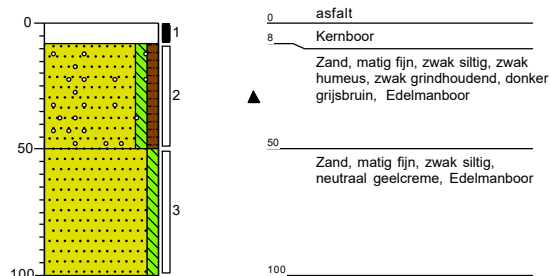 0
1
2
50
3
100
0
asfalt
8
Kernboor
Zand, matig fijn, zwak siltig, zwak
humeus, zwak grindhoudend, donker
grijsbruin, Edelmanboor
50
Zand, matig fijn, zwak siltig,
neutraal geelcreme, Edelmanboor
100